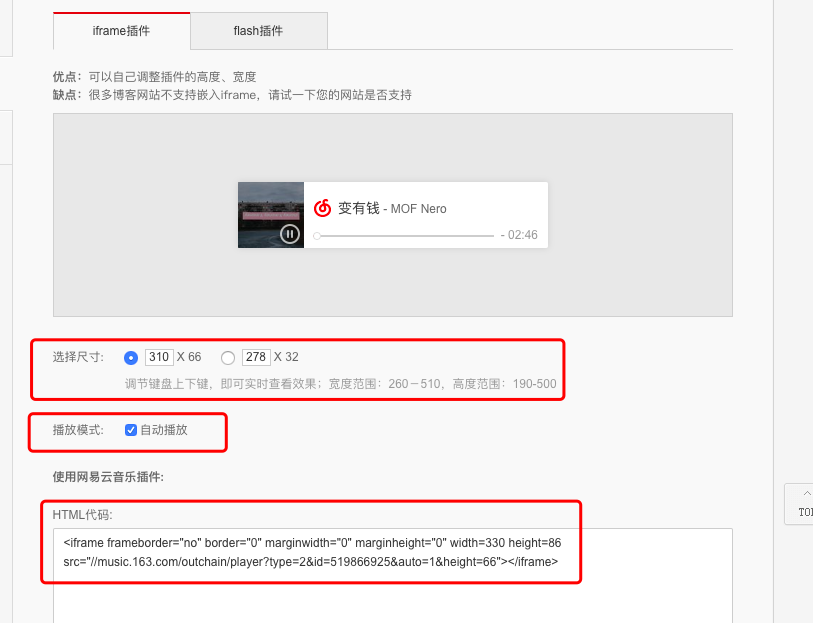 iframe插件
flash插件
优点：可以自己调整插件的高度、宽度
缺点：很多博客网站不支持嵌入iframe，请试一下您的网站是否支持
变有钱 - MOF Nero
- 02:46
选择尺寸: 310 X 66 278 X 32
调节键盘上下键，即可实时查看效果；宽度范围：260－510，高度范围：190-500
播放模式: 自动播放
使用网易云音乐插件:
HTML代码:
<iframe frameborder="no" border="0" marginwidth="0" marginheight="0" width=330 height=86
src="//music.163.com/outchain/player?type=2&id=519866925&auto=1&height=66"></iframe>